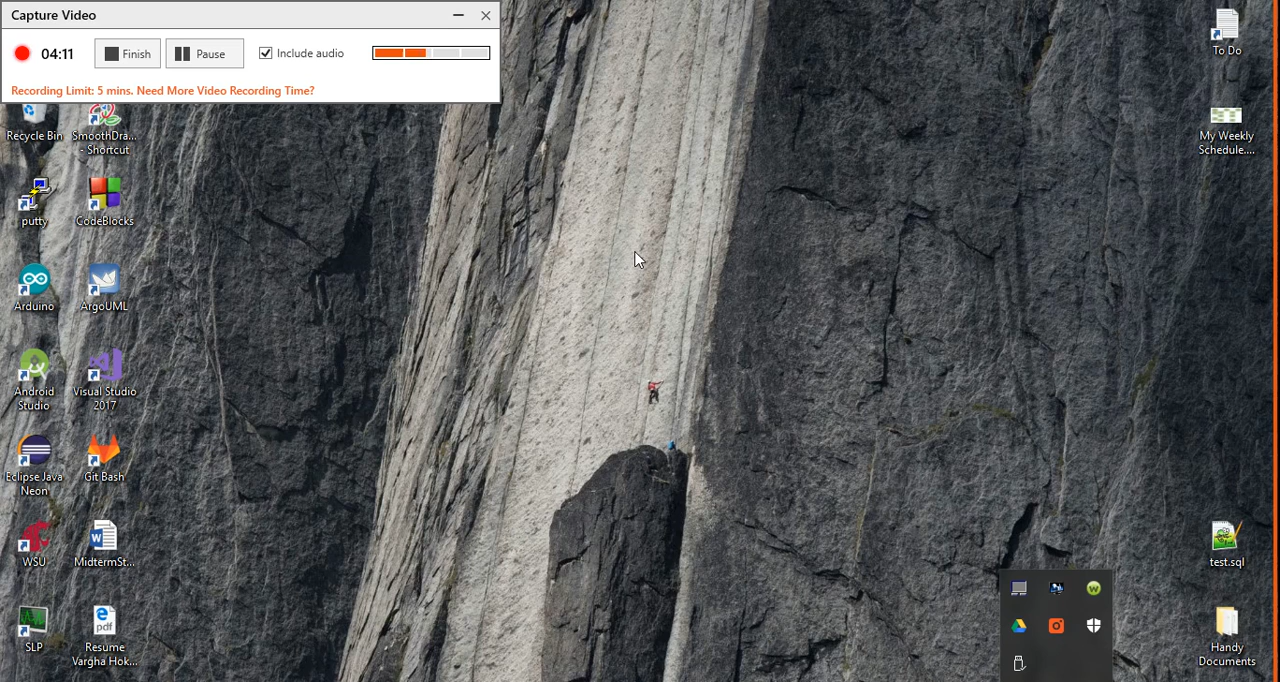 Capture Video
04:11
Finish
Pause
Include audio
Recording Limit: 5 mins. Need More Video Recording Time?
Recycle Bin
SmoothDra...
- Shortcut
putty
CodeBlocks
Arduino
ArgoUML
Android
Studio
Visual Studio
2017
Eclipse Java
Neon
Git Bash
WSU
MidtermSt...
SLP
Resume
Vargha Hok...
To Do
My Weekly
Schedule....
test.sql
Handy
Documents